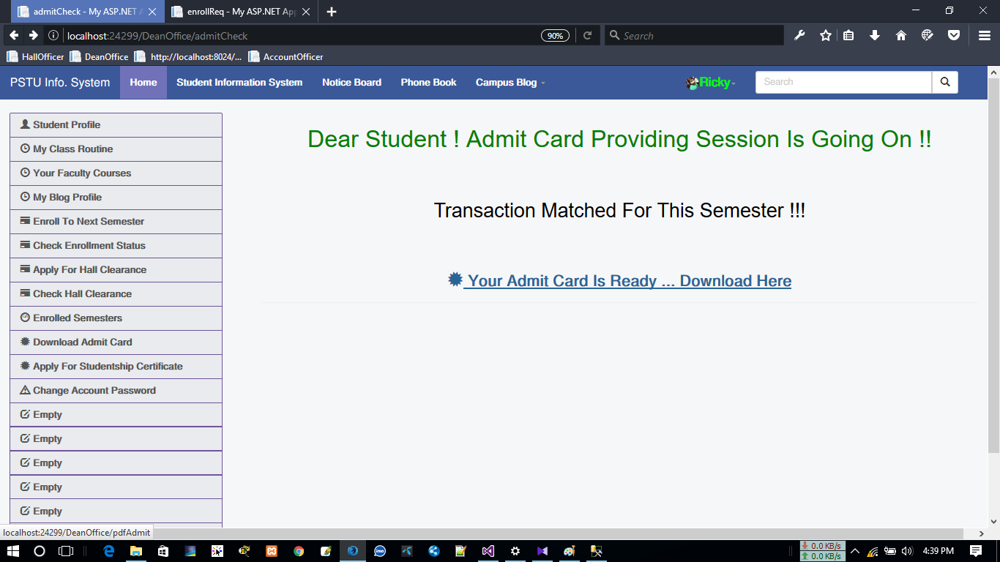 admitCheck - My ASP.NET A
enrollReq - My ASP.NET App
localhost:24299/DeanOffice/admitCheck
90%
Search
HallOfficer
DeanOffice
http://localhost:8024/...
AccountOfficer
PSTU Info. System
Home
Student Information System
Notice Board
Phone Book
Campus Blog
Ricky
Search
Student Profile
My Class Routine
Your Faculty Courses
My Blog Profile
Enroll To Next Semester
Check Enrollment Status
Apply For Hall Clearance
Check Hall Clearance
Enrolled Semesters
Download Admit Card
Apply For Studentship Certificate
Change Account Password
Empty
Empty
Empty
Empty
Empty
Dear Student ! Admit Card Providing Session Is Going On !!
Transaction Matched For This Semester !!!
Your Admit Card Is Ready ... Download Here
localhost:24299/DeanOffice/pdfAdmit
imo
0.0 KB/s
0.0 KB/s
4:39 PM